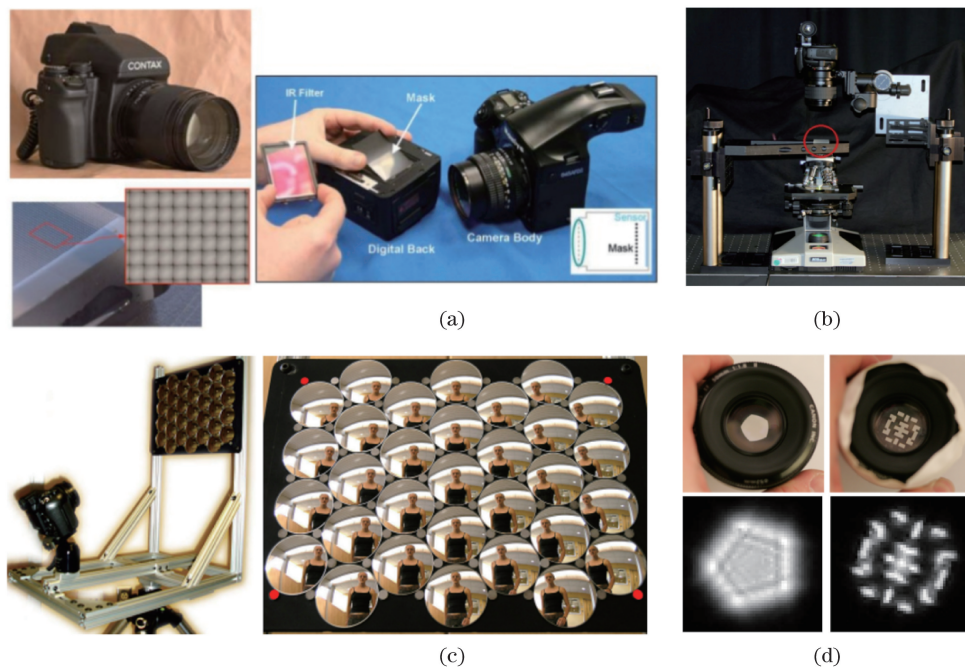 CONTAX
IR Filter
Mask
Digital Back
Camera Body
Sensor
Mask
(a)
(b)
(c)
(d)